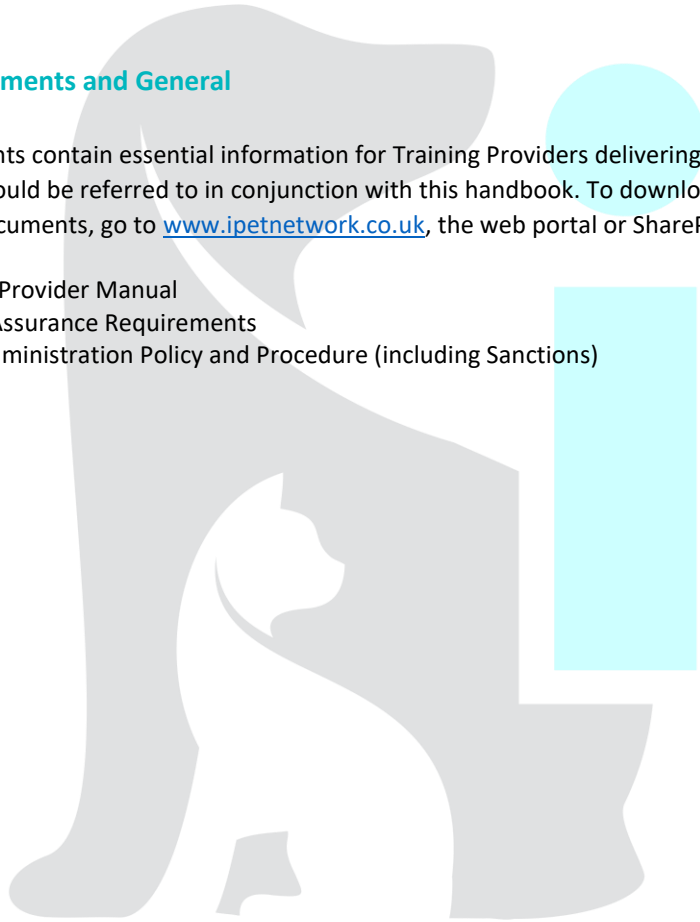 ments and General
nts contain essential information for Training Providers delivering
ould be referred to in conjunction with this handbook. To downlo
ocuments, go to www.ipetnetwork.co.uk, the web portal or ShareP
Provider Manual
Assurance Requirements
ministration Policy and Procedure (including Sanctions)